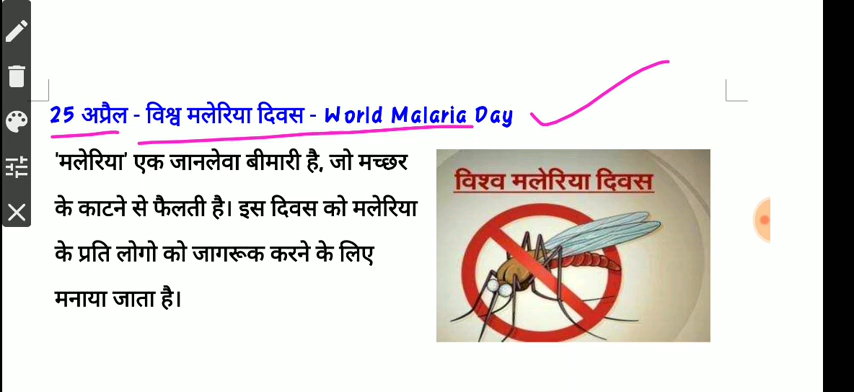 25 अप्रैल - विश्व मलेरिया दिवस - World Malaria Day
'मलेरिया' एक जानलेवा बीमारी है, जो मच्छर
के काटने से फैलती है। इस दिवस को मलेरिया
के प्रति लोगो को जागरूक करने के लिए
मनाया जाता है।
विश्व मलेरिया दिवस